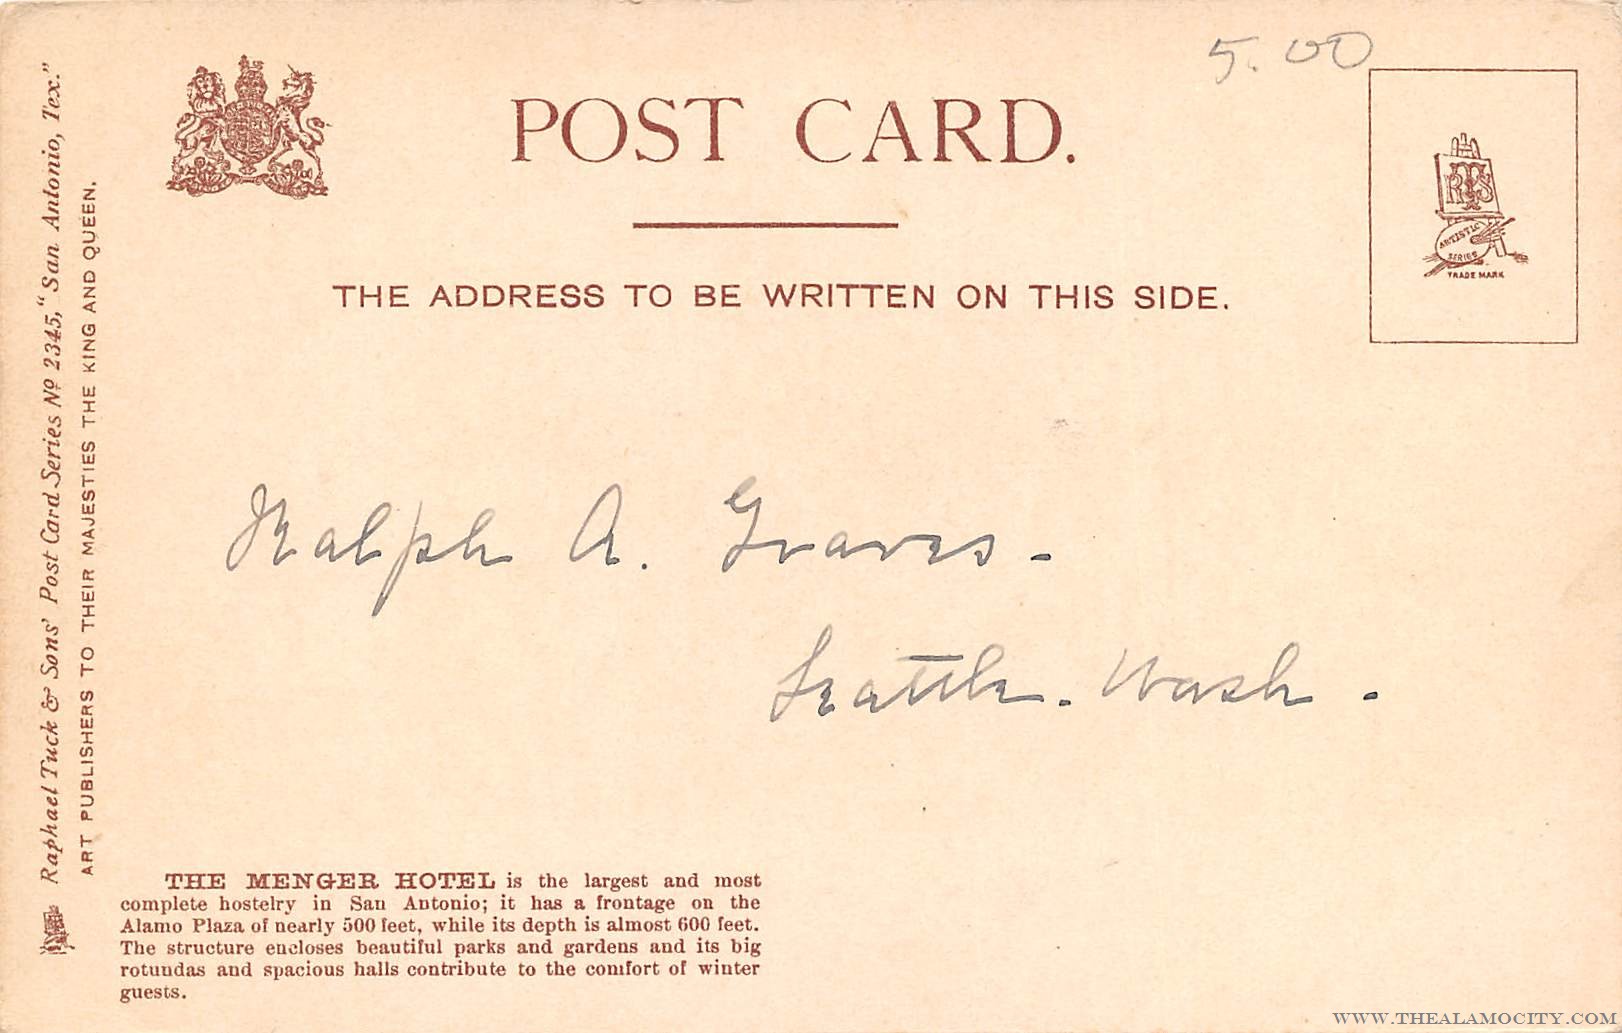 5.00
POST CARD.
THE ADDRESS TO BE WRITTEN ON THIS SIDE.
RTS
ARTISTIC
SERIES
TRADE MARK
Raphael Tuck & Sons' Post Card Series Nº 2345, "San Antonio, Tex."
ART PUBLISHERS TO THEIR MAJESTIES THE KING AND QUEEN.
Ralph A. Graves -
Seattle. Wash.
THE MENGER HOTEL is the largest and most
complete hostelry in San Antonio; it has a frontage on the
Alamo Plaza of nearly 500 feet, while its depth is almost 600 feet.
The structure encloses beautiful parks and gardens and its big
rotundas and spacious halls contribute to the comfort of winter
guests.
WWW.THEALAMOCITY.COM